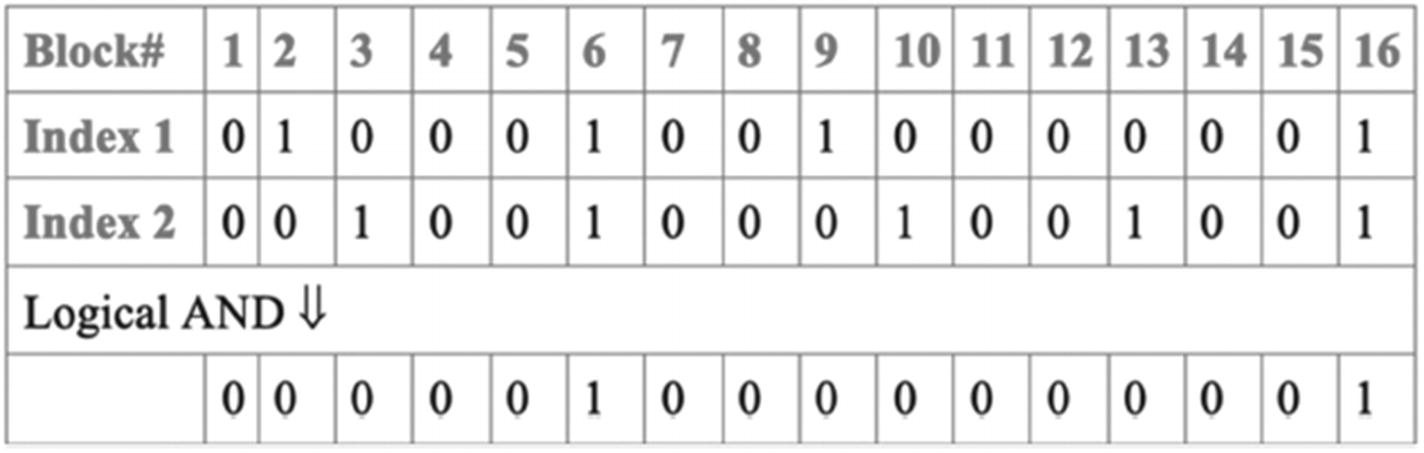 Block# 1 2 3 4 5 6 7 8 9 10 11 12 13 14 15 16
Index 1 0 1 0 0 0 1 0 0 1 0 0 0 0 0 0 1
Index 2 0 0 1 0 0 1 0 0 0 1 0 0 1 0 0 1
Logical AND ⇓
0 0 0 0 0 1 0 0 0 0 0 0 0 0 0 1